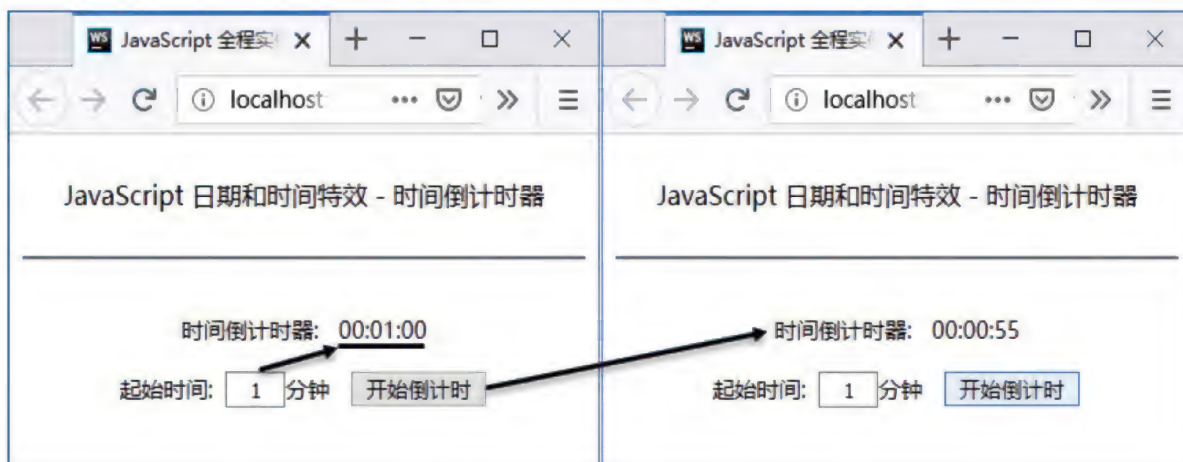 JavaScript 全程实
localhost
JavaScript 日期和时间特效 - 时间倒计时器
时间倒计时器: 00:01:00
起始时间: 1 分钟 开始倒计时
JavaScript 全程实
localhost
JavaScript 日期和时间特效 - 时间倒计时器
时间倒计时器: 00:00:55
起始时间: 1 分钟 开始倒计时